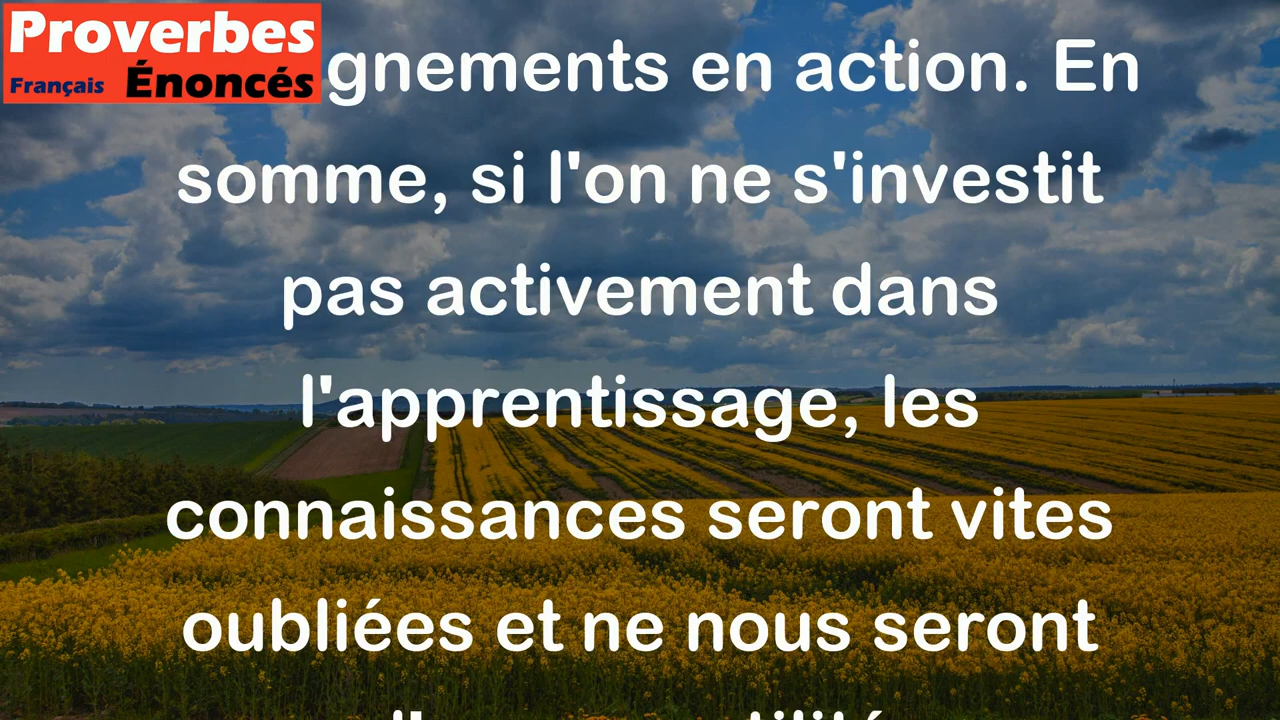 Proverbes
Français Énoncés
gnements en action. En
somme, si l'on ne s'investit
pas activement dans
l'apprentissage, les
connaissances seront vites
oubliées et ne nous seront